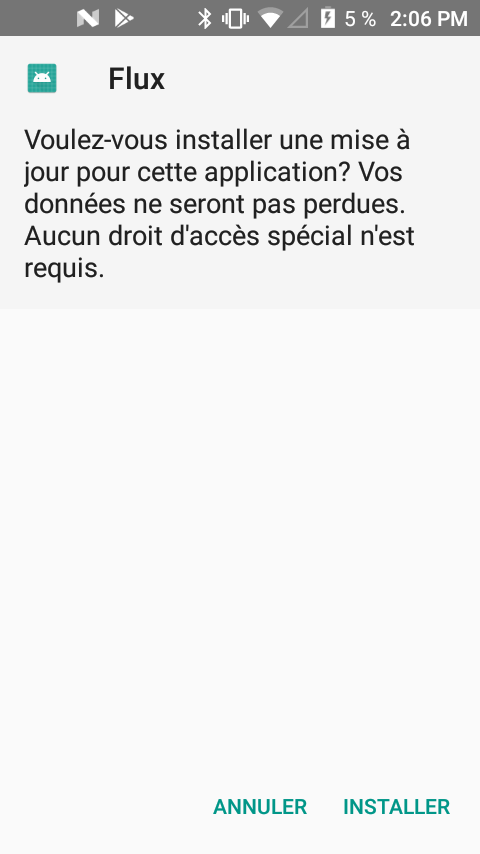 5 % 2:06 PM
Flux
Voulez-vous installer une mise à
jour pour cette application? Vos
données ne seront pas perdues.
Aucun droit d'accès spécial n'est
requis.
ANNULER INSTALLER